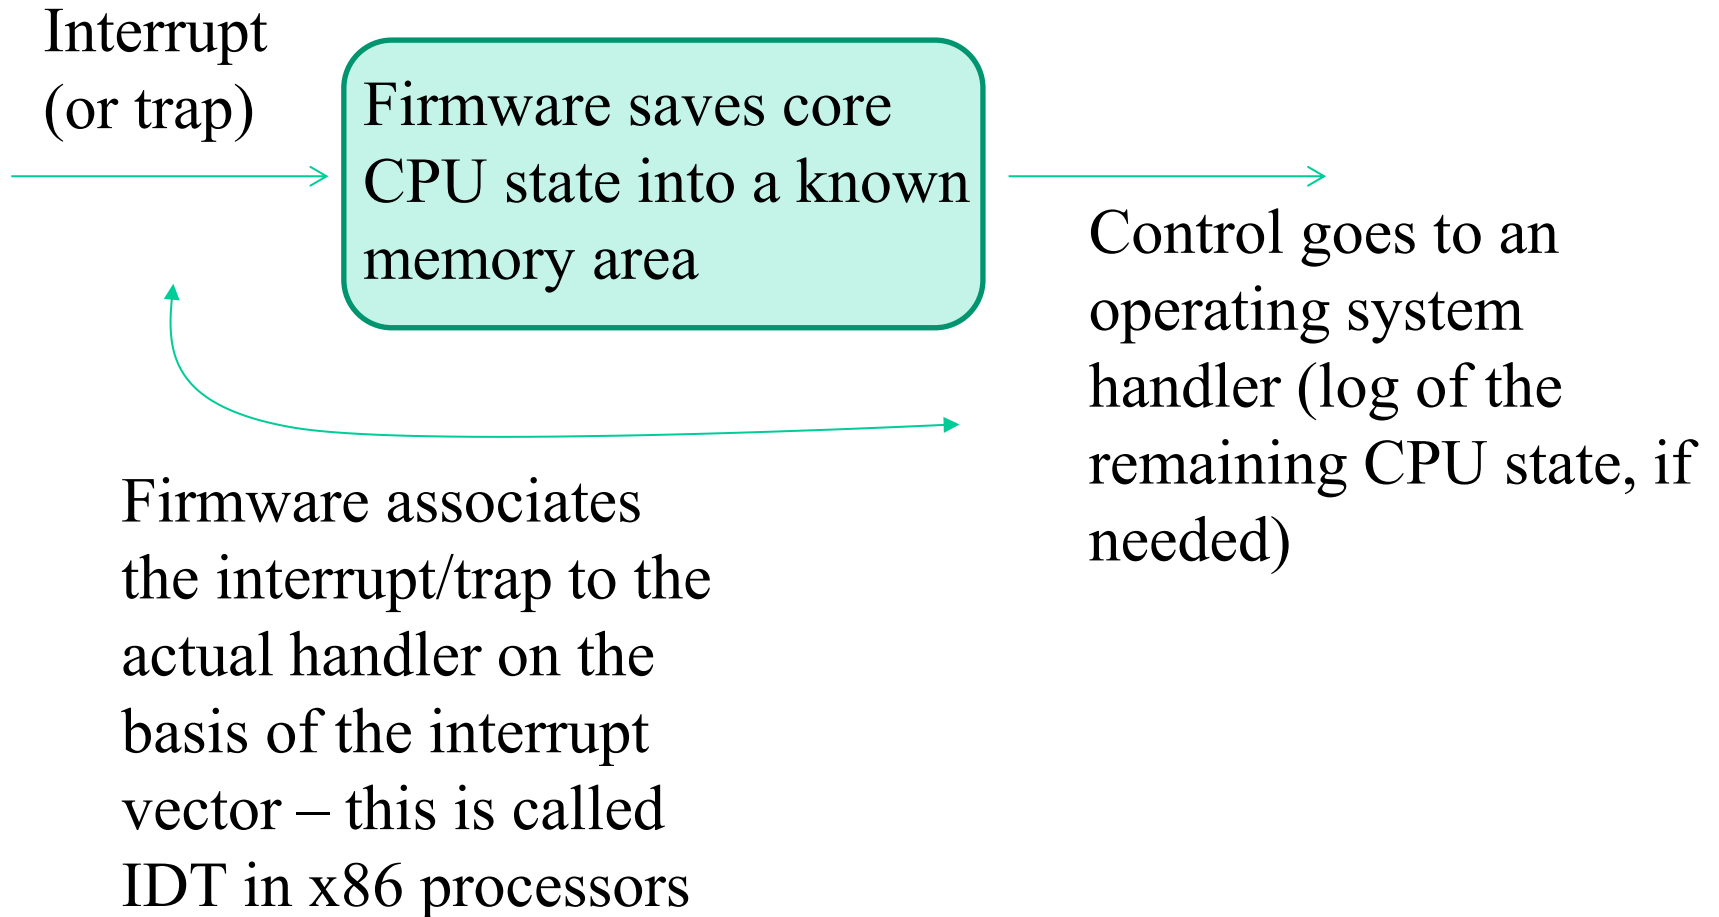 Interrupt
(or trap)
Firmware saves core
CPU state into a known
memory area
Control goes to an
operating system
handler (log of the
remaining CPU state, if
needed)
Firmware associates
the interrupt/trap to the
actual handler on the
basis of the interrupt
vector – this is called
IDT in x86 processors